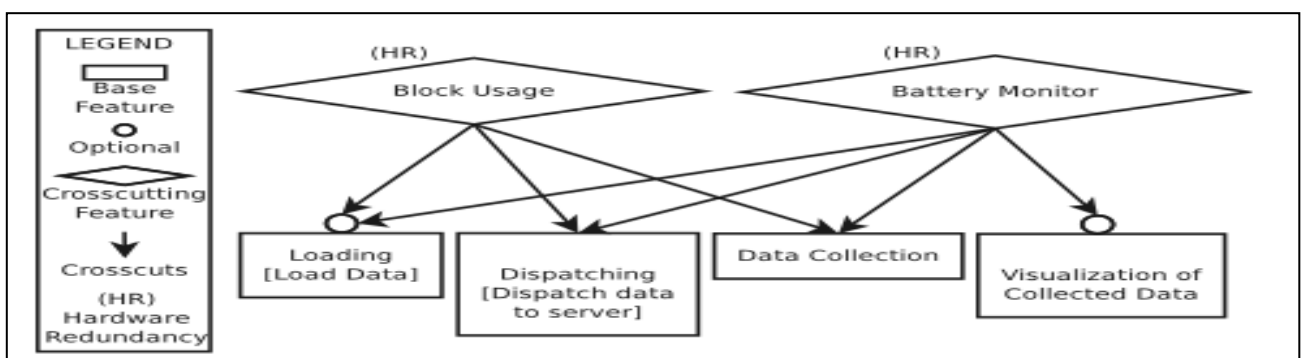 LEGEND
Base
Feature
Optional
Crosscutting
Feature
Crosscuts
(HR)
Hardware
Redundancy
(HR)
Block Usage
(HR)
Battery Monitor
Loading
[Load Data]
Dispatching
[Dispatch data
to server]
Data Collection
Visualization of
Collected Data